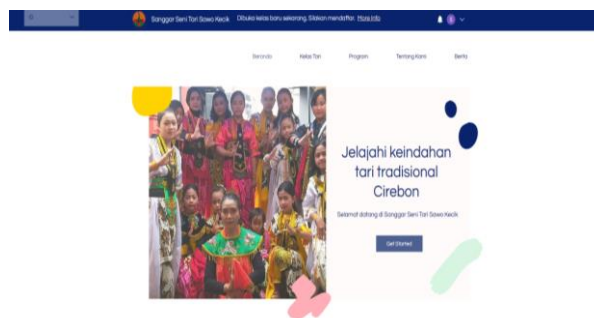 Sanggar Seni Tari Sawo Kecik Dibuka kelas baru sekarang. Silakan mendaftar. More Info
Beranda Kelas Tari Program Tentang Kami Berita
Jelajahi keindahan
tari tradisional
Cirebon
Selamat datang di Sanggar Seni Tari Sawo Kecik
Get Started